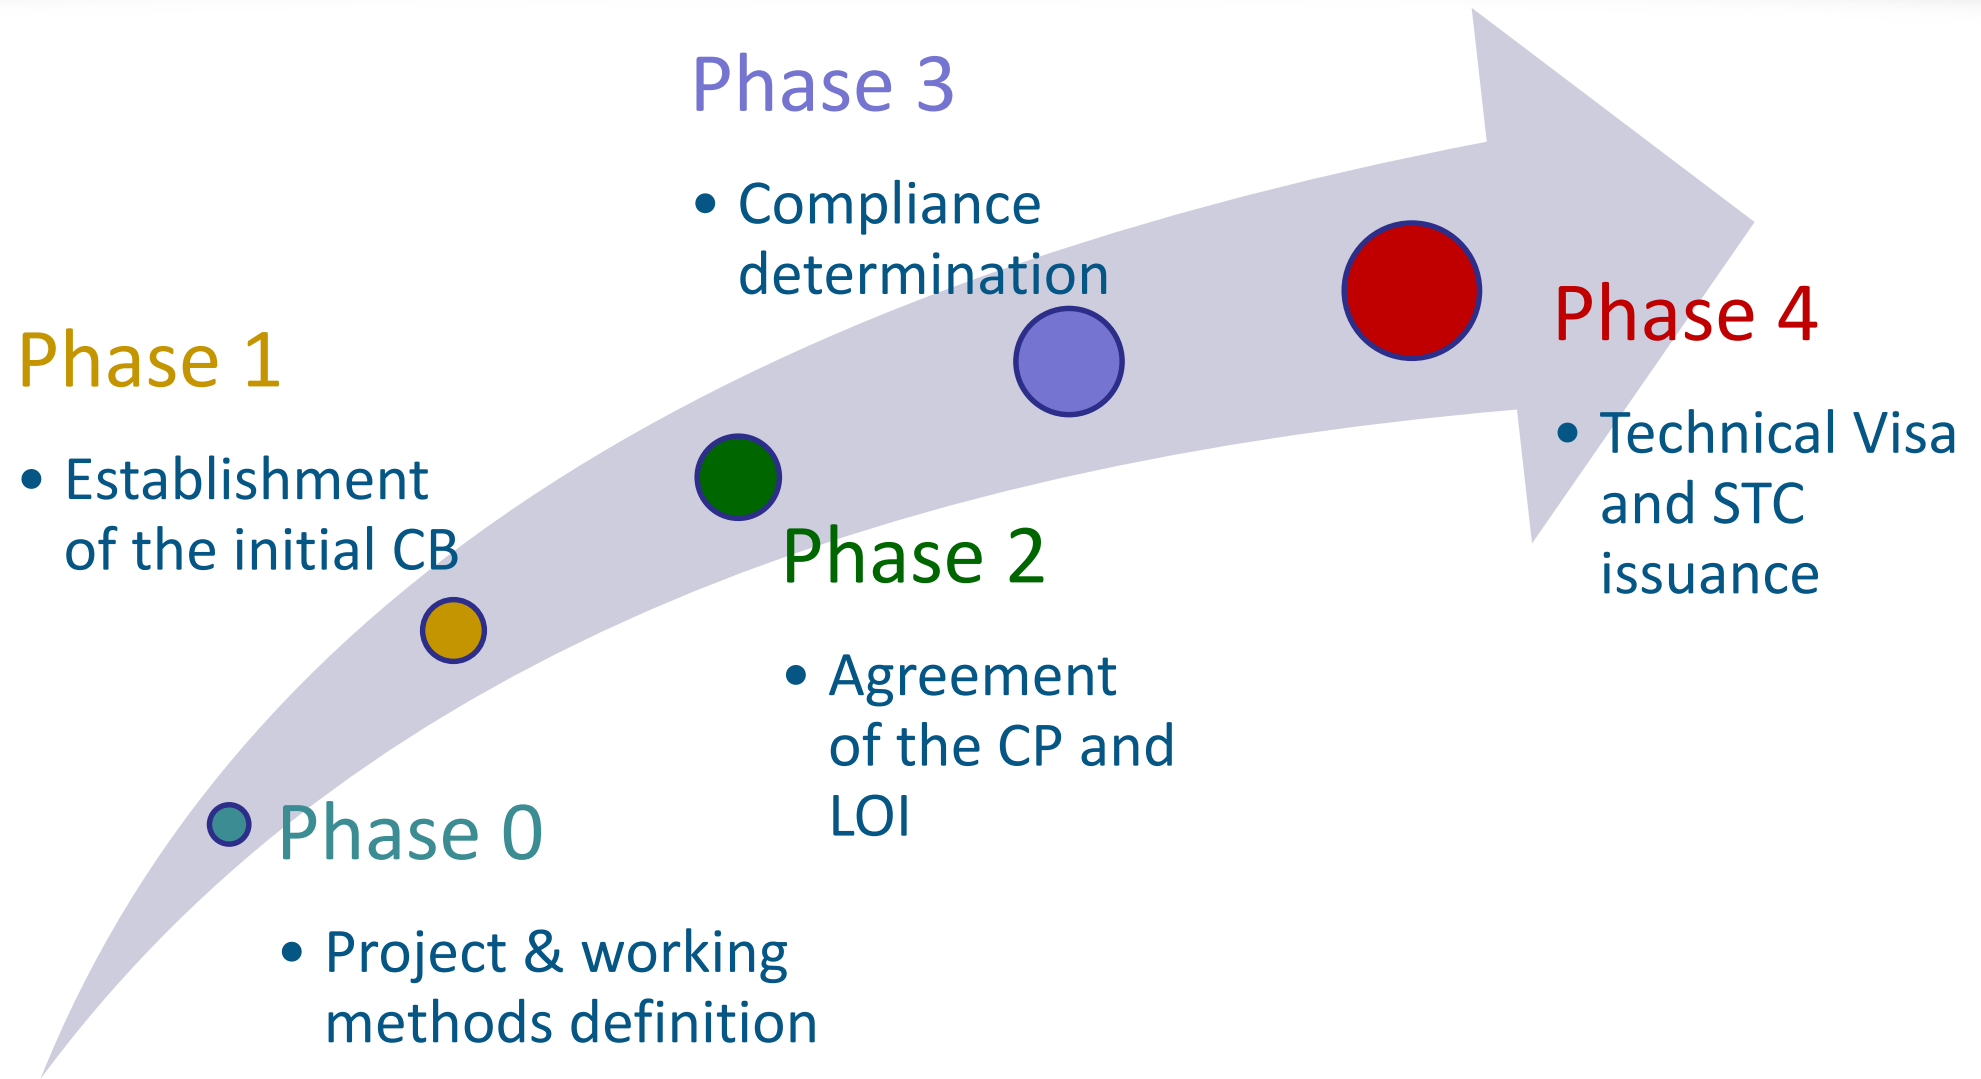 Phase 3
• Compliance
determination
Phase 1
• Establishment
of the initial CB
Phase 4
• Technical Visa
and STC
issuance
Phase 2
• Agreement
of the CP and
LOI
Phase 0
• Project & working
methods definition